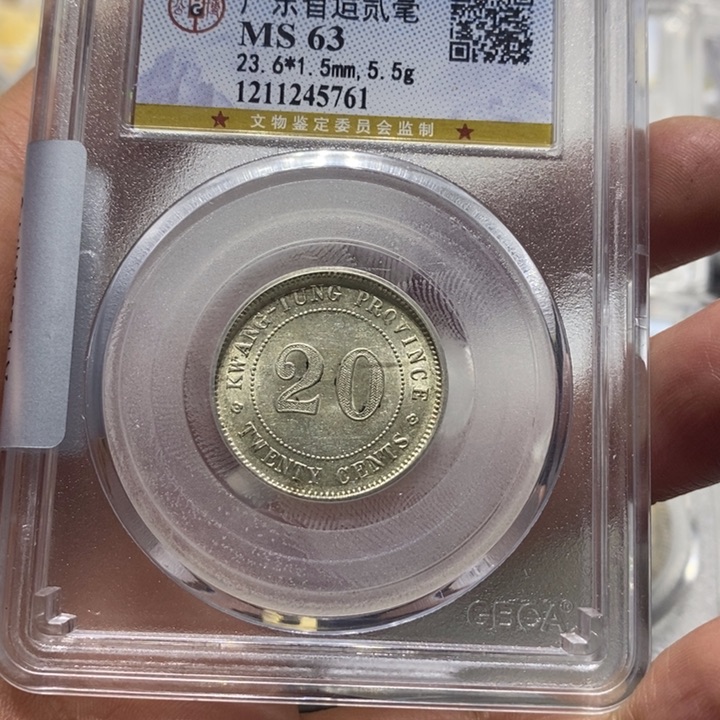 广东省造贰毫
MS 63
23.6*1.5mm,5.5g
1211245761
文物鉴定委员会监制
KWANG-TUNG PROVINCE
20
TWENTY CENTS